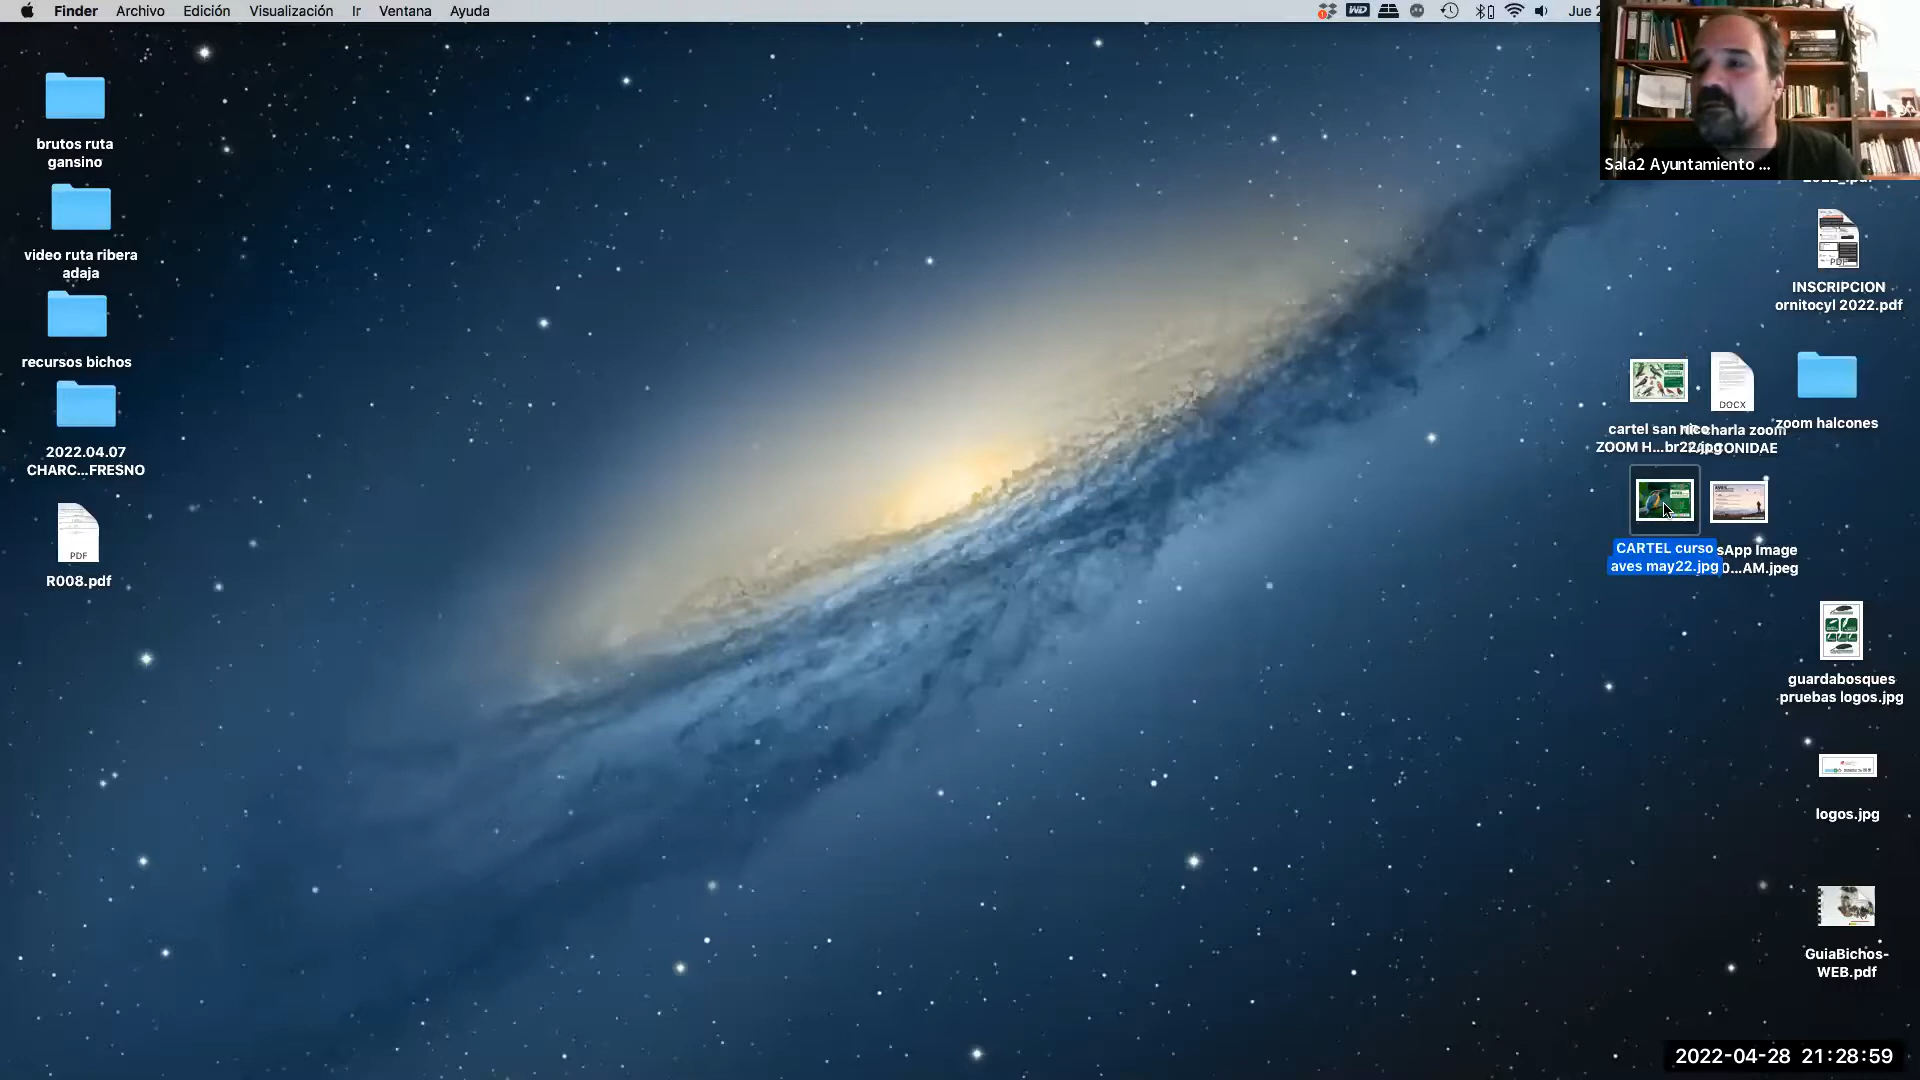 Finder Archivo Edición Visualización Ir Ventana Ayuda
WD
Jue 2
Sala2 Ayuntamiento ...
brutos ruta
gansino
video ruta ribera
adaja
recursos bichos
2022.04.07
CHARC...FRESNO
PDF
R008.pdf
PDF
INSCRIPCION
ornitocyl 2022.pdf
cartel san nico
ZOOM H...br22.jpg
DOCX
charla zoom
zoom halcones
CARTEL curso
aves may22.jpg
sApp Image
0...AM.jpeg
guardabosques
pruebas logos.jpg
logos.jpg
GuiaBichos-
WEB.pdf
2022-04-28 21:28:59